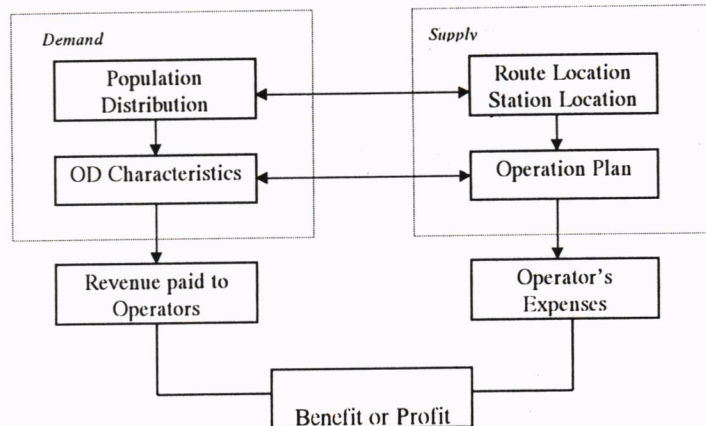 Demand
Population
Distribution
OD Characteristics
Revenue paid to
Operators
Supply
Route Location
Station Location
Operation Plan
Operator's
Expenses
Benefit or Profit